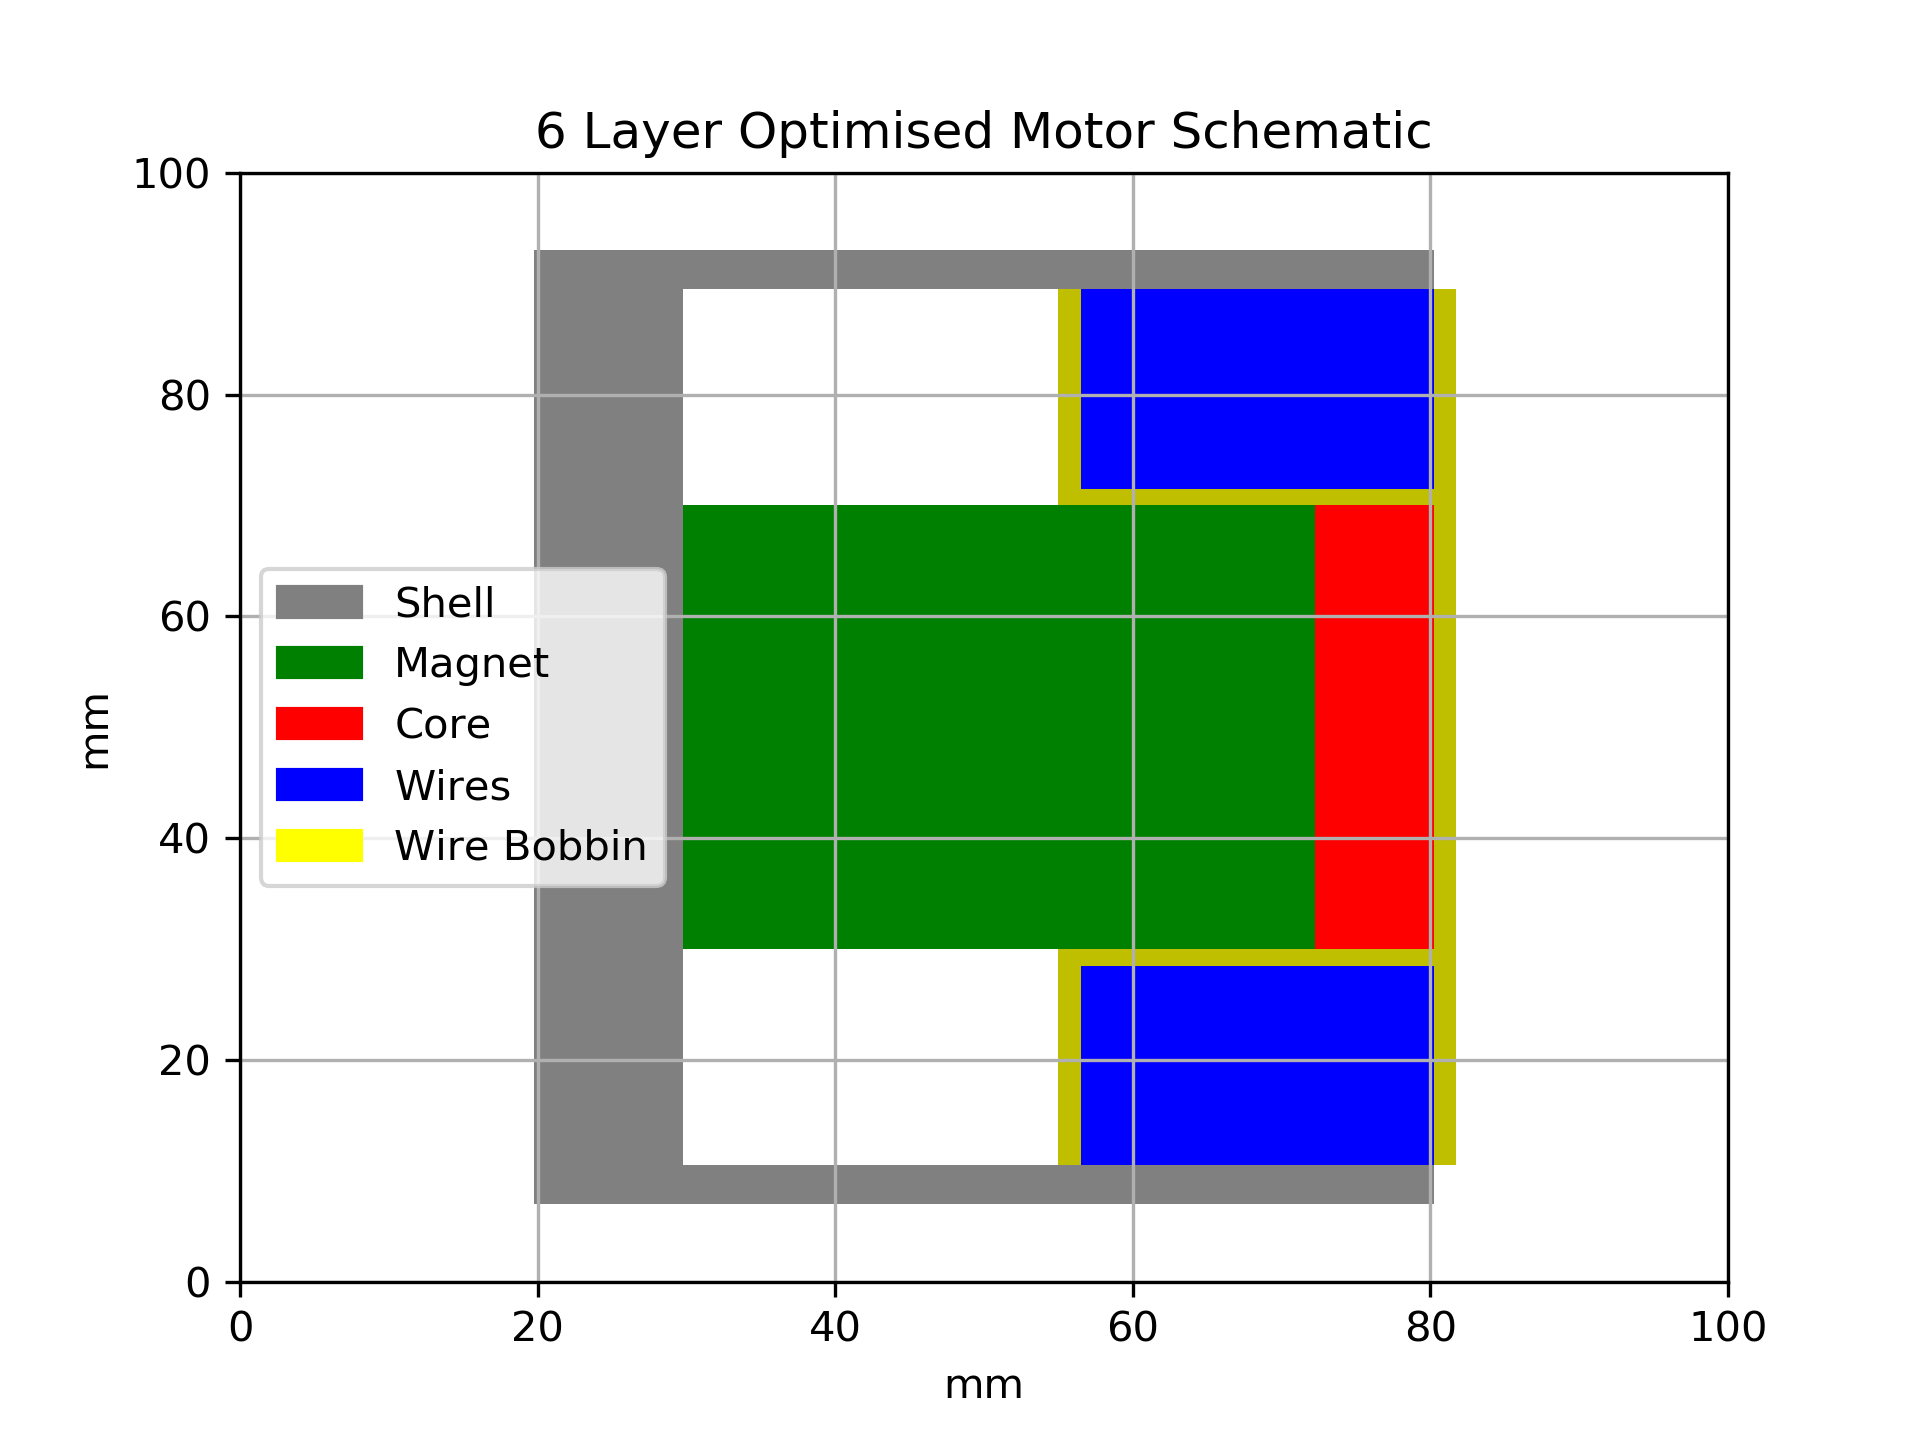 6 Layer Optimised Motor Schematic
100
80
60
40
20
0
mm
Shell
Magnet
Core
Wires
Wire Bobbin
0 20 40 60 80 100
mm